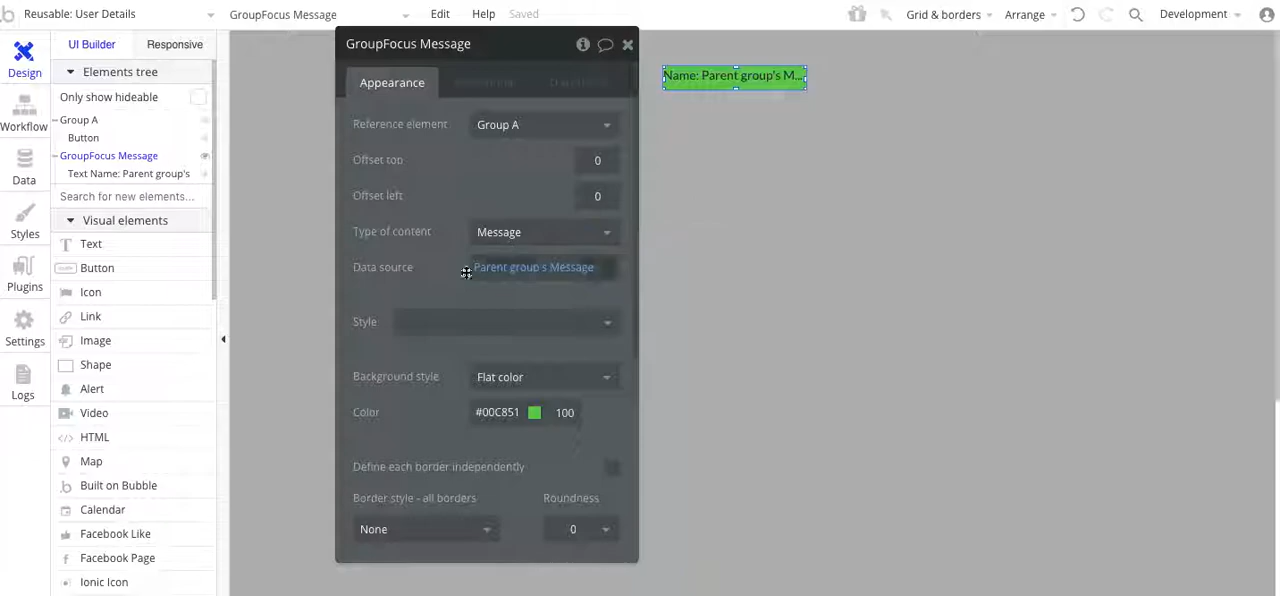 Reusable: User Details
GroupFocus Message
Edit
Help
Saved
Grid & borders
Arrange
Development
Design
Workflow
Data
Styles
Plugins
Settings
Logs
UI Builder
Responsive
Elements tree
Only show hideable
Group A
Button
GroupFocus Message
Text Name: Parent group's
Search for new elements...
Visual elements
Text
Button
Icon
Link
Image
Shape
Alert
Video
HTML
Map
Built on Bubble
Calendar
Facebook Like
Facebook Page
Ionic Icon
GroupFocus Message
Appearance
Reference element
Group A
Offset top
0
Offset left
0
Type of content
Message
Data source
Parent group's Message
Style
Background style
Flat color
Color
#00C851
100
Define each border independently
Border style - all borders
Roundness
None
0
Name: Parent group's M...